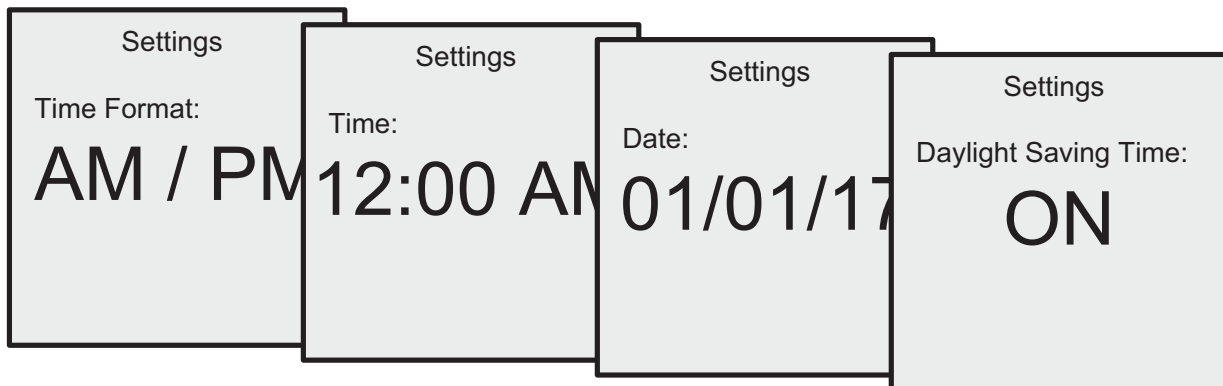 Settings
Time Format:
AM / PM
Settings
Time:
12:00 AM
Settings
Date:
01/01/17
Settings
Daylight Saving Time:
ON